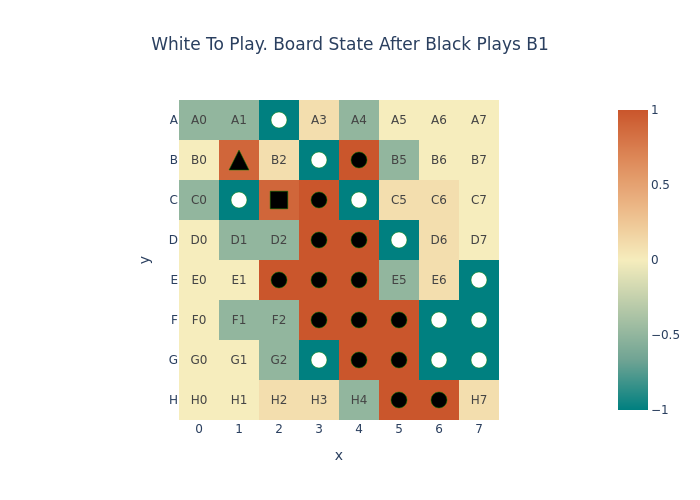 White To Play. Board State After Black Plays B1
A A0 A1 A3 A4 A5 A6 A7
B B0 B2 B5 B6 B7
C C0 C5 C6 C7
D D0 D1 D2 D6 D7
E E0 E1 E5 E6
F F0 F1 F2
G G0 G1 G2
H H0 H1 H2 H3 H4 H7
0 1 2 3 4 5 6 7
x
y
1
0.5
0
−0.5
−1